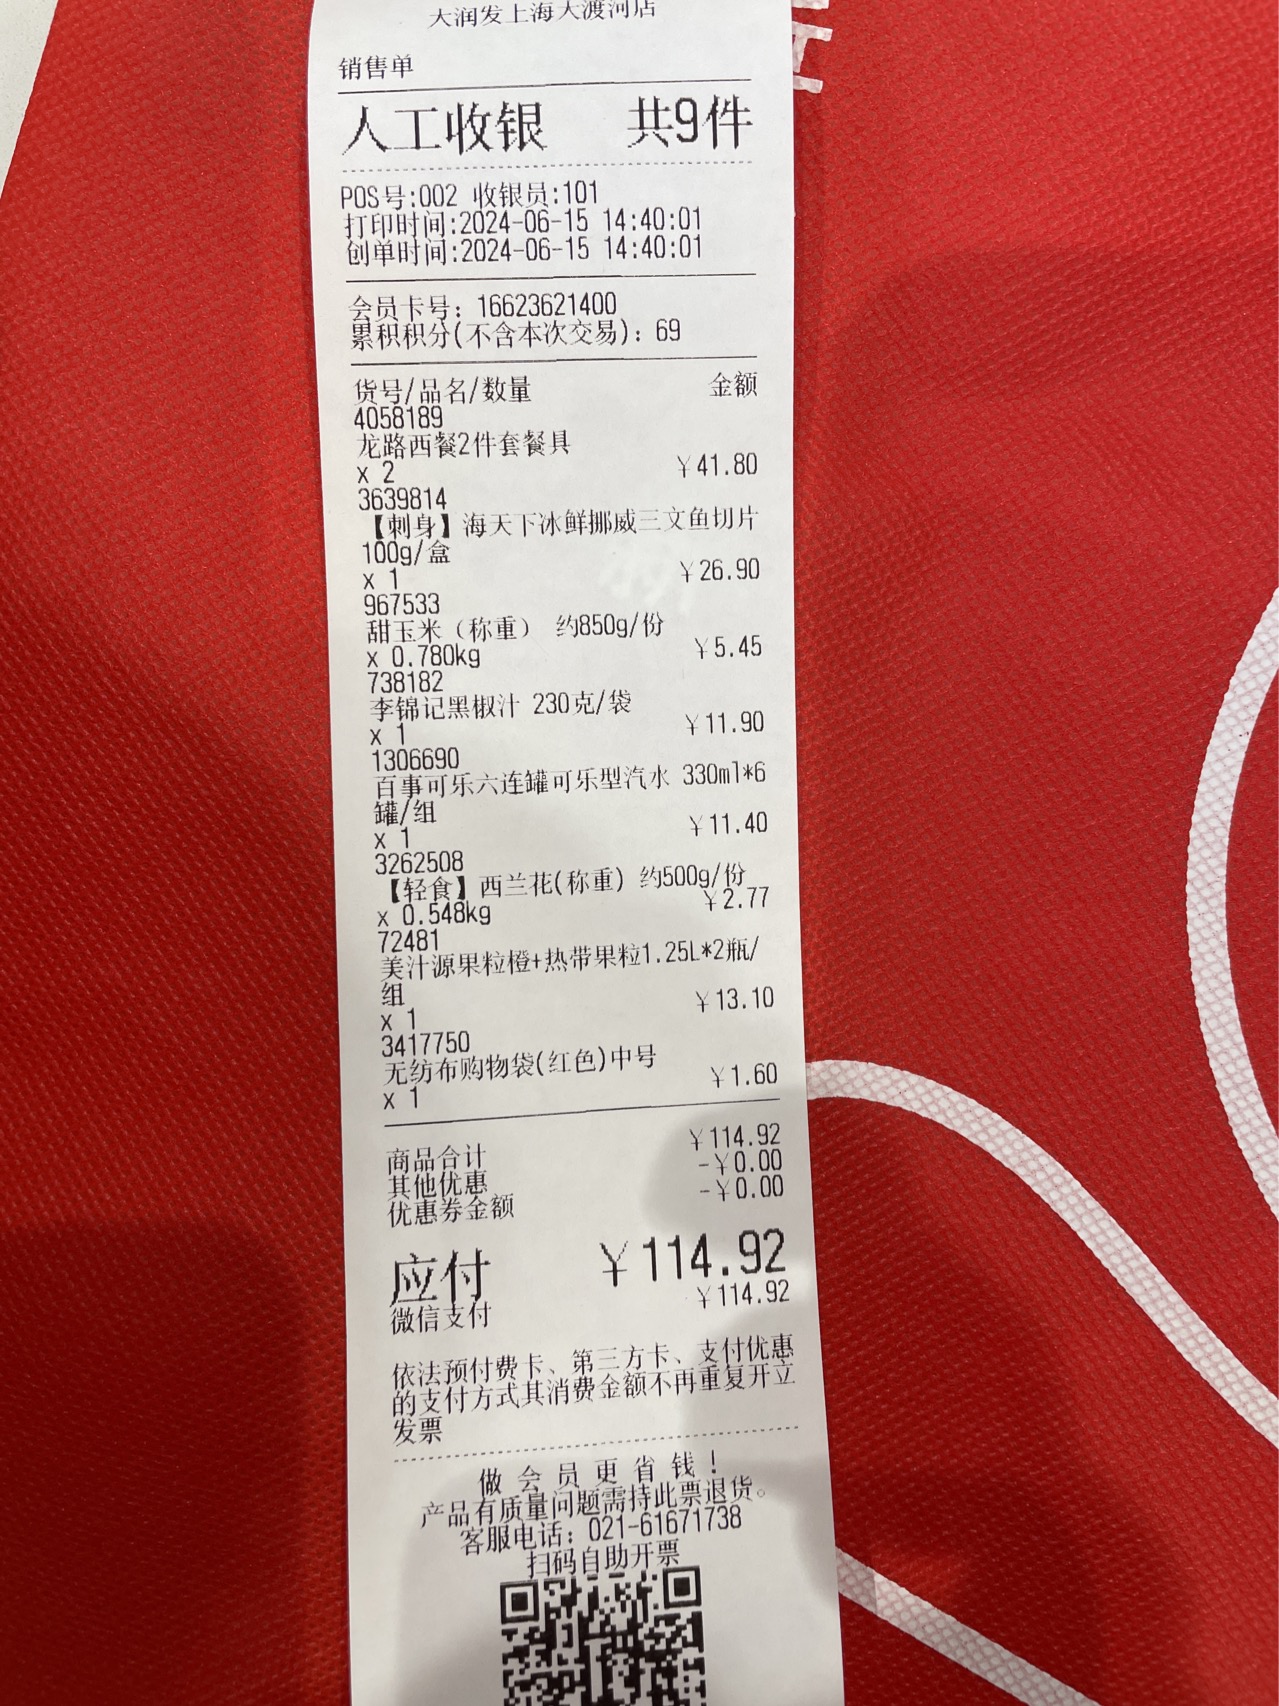 大润发上海大渡河店
销售单
人工收银 共9件
POS号:002 收银员:101
打印时间:2024-06-15 14:40:01
创单时间:2024-06-15 14:40:01
会员卡号：16623621400
累积积分(不含本次交易)：69
货号/品名/数量 金额
4058189
龙路西餐2件套餐具
x 2 ￥41.80
3639814
【刺身】海天下冰鲜挪威三文鱼切片
100g/盒
x 1 ￥26.90
967533
甜玉米（称重） 约850g/份
x 0.780kg ￥5.45
738182
李锦记黑椒汁 230克/袋
x 1 ￥11.90
1306690
百事可乐六连罐可乐型汽水 330ml*6
罐/组
x 1 ￥11.40
3262508
【轻食】西兰花(称重) 约500g/份
x 0.548kg ￥2.77
72481
美汁源果粒橙+热带果粒1.25L*2瓶/
组
x 1 ￥13.10
3417750
无纺布购物袋(红色)中号
x 1 ￥1.60
商品合计 ￥114.92
其他优惠 -￥0.00
优惠券金额 -￥0.00
应付 ￥114.92
微信支付 ￥114.92
依法预付费卡、第三方卡、支付优惠
的支付方式其消费金额不再重复开立
发票
做会员更省钱！
产品有质量问题需持此票退货。
客服电话：021-61671738
扫码自助开票